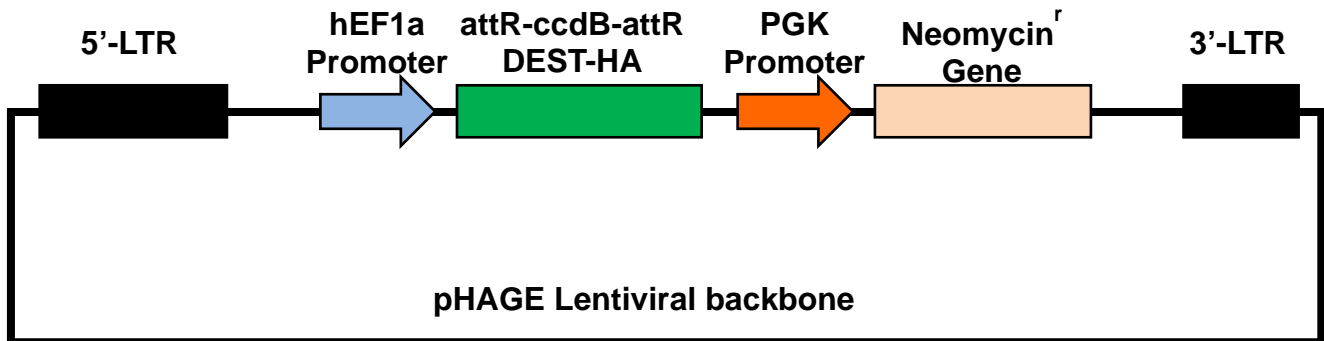 5’-LTR
hEF1a
Promoter
attR-ccdB-attR
DEST-HA
PGK
Promoter
Neomycin r
Gene
3’-LTR
pHAGE Lentiviral backbone